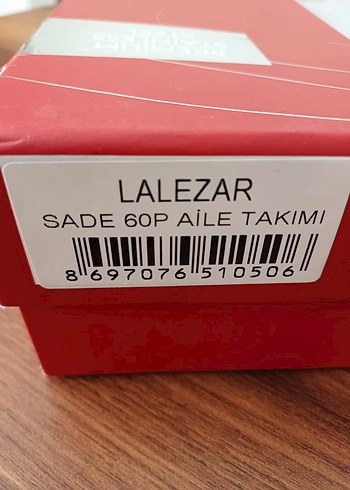 LALEZAR
SADE 60P AİLE TAKIMI
8 697076 510506